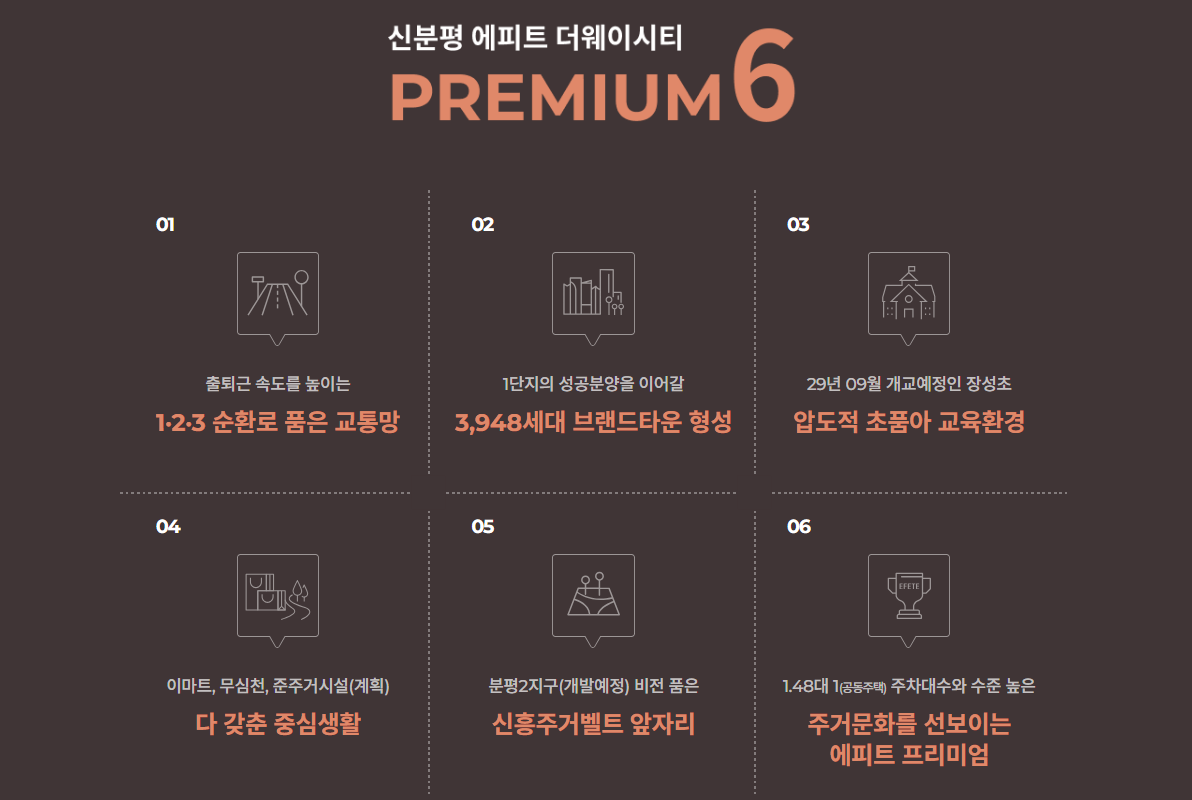 신분평 에피트 더웨이시티
PREMIUM 6
01
출퇴근 속도를 높이는
1·2·3 순환로 품은 교통망
02
1단지의 성공분양을 이어갈
3,948세대 브랜드타운 형성
03
29년 09월 개교예정인 장성초
압도적 초품아 교육환경
04
이마트, 무심천, 준주거시설(계획)
다 갖춘 중심생활
05
분평2지구(개발예정) 비전 품은
신흥주거벨트 앞자리
06
EFETE
1.48대 1(공동주택) 주차대수와 수준 높은
주거문화를 선보이는
에피트 프리미엄